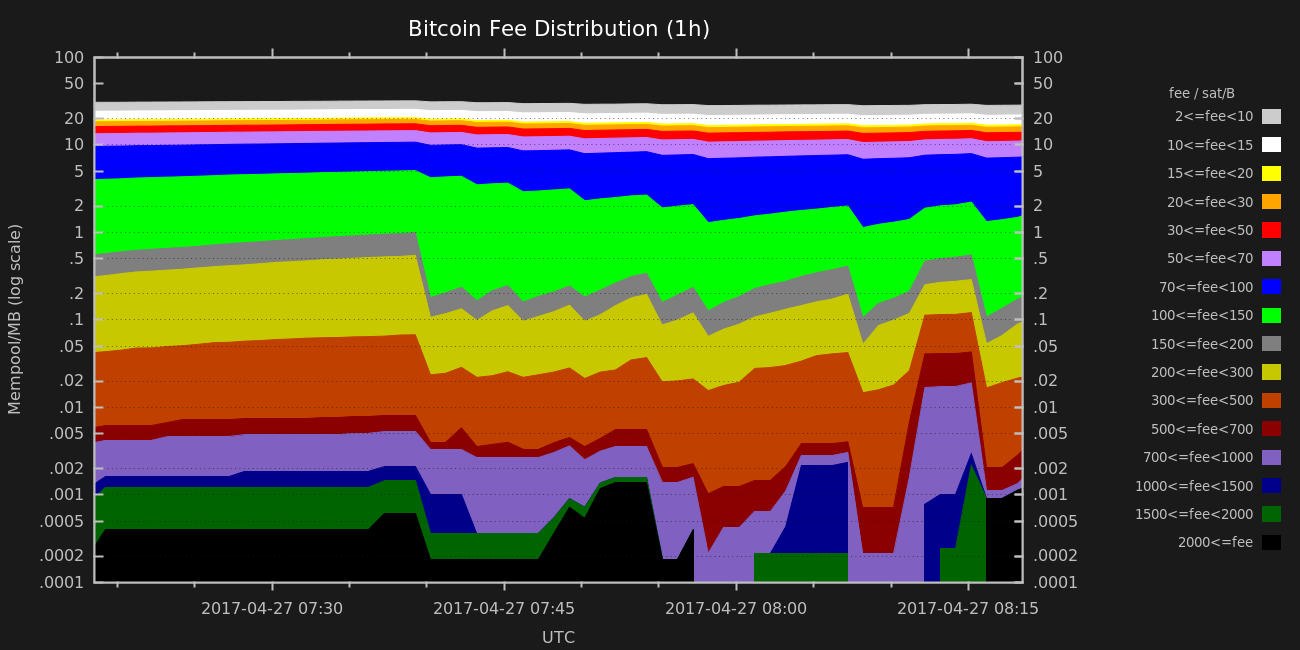 Bitcoin Fee Distribution (1h)
Mempool/MB (log scale)
100
50
20
10
5
2
1
.5
.2
.1
.05
.02
.01
.005
.002
.001
.0005
.0002
.0001
100
50
20
10
5
2
1
.5
.2
.1
.05
.02
.01
.005
.002
.001
.0005
.0002
.0001
2017-04-27 07:30
2017-04-27 07:45
2017-04-27 08:00
2017-04-27 08:15
UTC
fee / sat/B
2<=fee<10
10<=fee<15
15<=fee<20
20<=fee<30
30<=fee<50
50<=fee<70
70<=fee<100
100<=fee<150
150<=fee<200
200<=fee<300
300<=fee<500
500<=fee<700
700<=fee<1000
1000<=fee<1500
1500<=fee<2000
2000<=fee